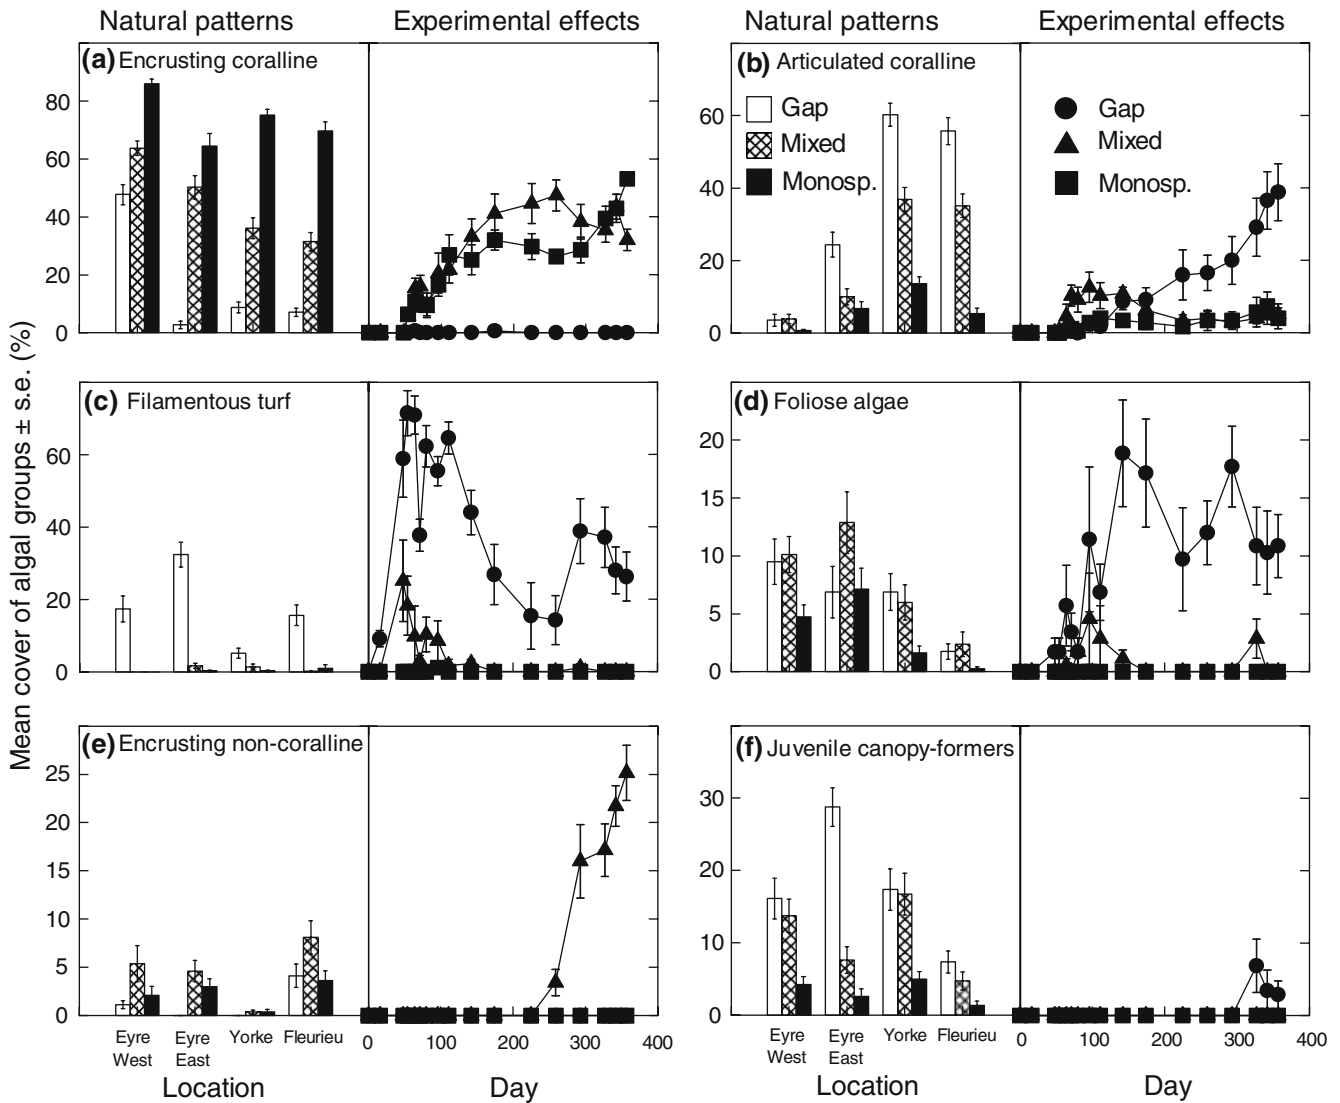 Natural patterns Experimental effects Natural patterns Experimental effects
(a) Encrusting coralline
80
60
40
20
0
(b) Articulated coralline
Gap
Mixed
Monosp.
Gap
Mixed
Monosp.
60
40
20
0
(c) Filamentous turf
60
40
20
0
(d) Foliose algae
20
15
10
5
0
(e) Encrusting non-coralline
25
20
15
10
5
0
(f) Juvenile canopy-formers
30
20
10
0
Mean cover of algal groups ± s.e. (%)
Eyre West
Eyre East
Yorke
Fleurieu
0 100 200 300 400
Eyre West
Eyre East
Yorke
Fleurieu
0 100 200 300 400
Location Day Location Day